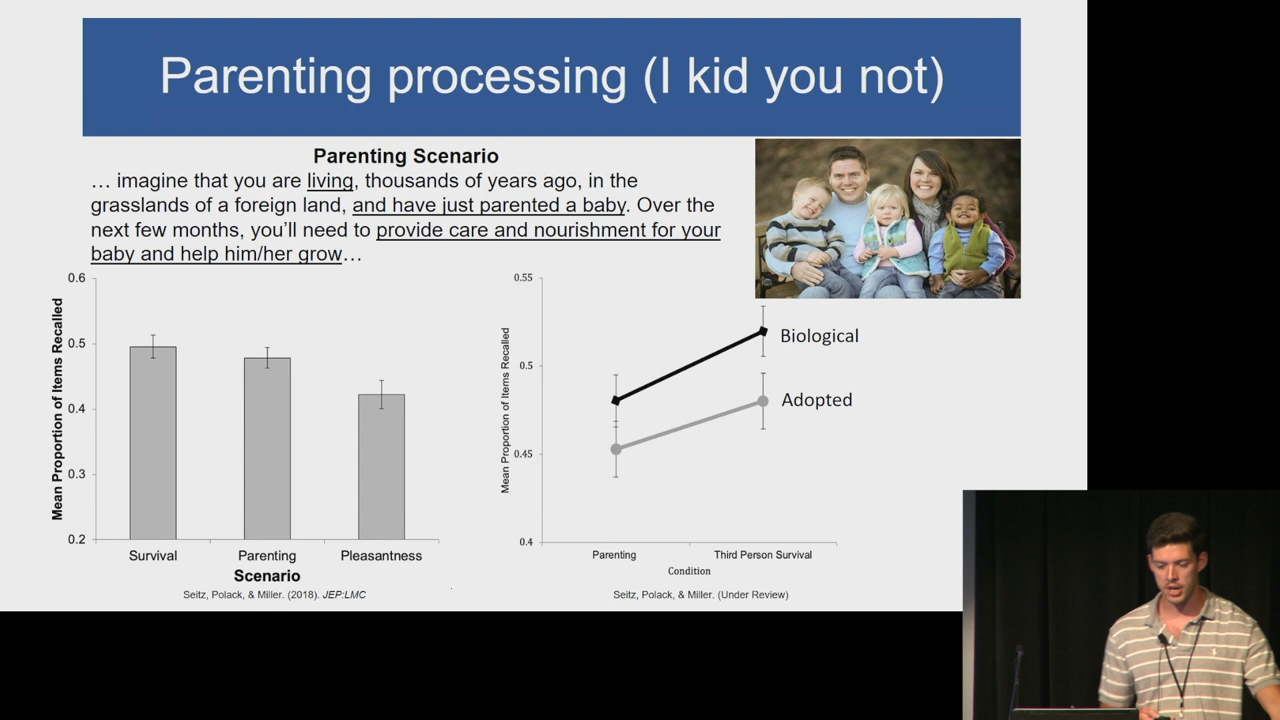 Parenting processing (I kid you not)
Parenting Scenario
… imagine that you are living, thousands of years ago, in the
grasslands of a foreign land, and have just parented a baby. Over the
next few months, you'll need to provide care and nourishment for your
baby and help him/her grow…
Mean Proportion of Items Recalled
0.6
0.5
0.4
0.3
0.2
Survival
Parenting
Pleasantness
Scenario
Seitz, Polack, & Miller. (2018). JEP:LMC
Mean Proportion of Items Recalled
0.55
0.5
0.45
0.4
Biological
Adopted
Parenting
Third Person Survival
Condition
Seitz, Polack, & Miller. (Under Review)